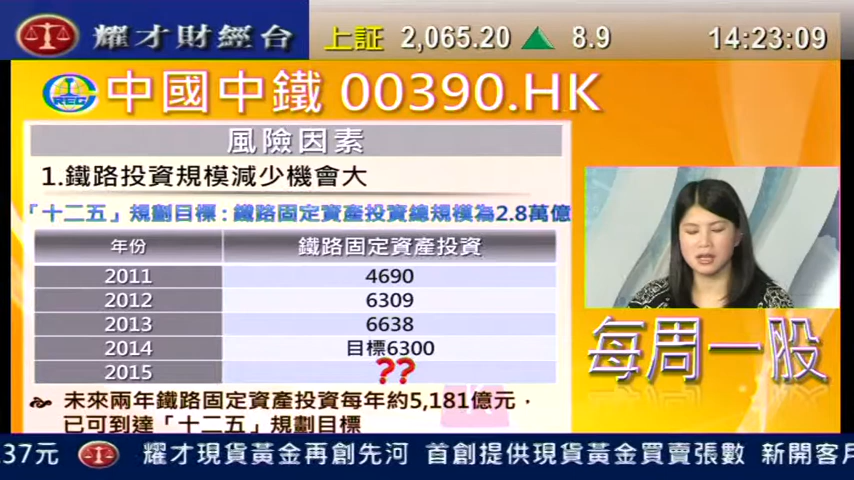 耀才財經台
上証 2,065.20 8.9
14:23:09
REC
中國中鐵 00390.HK
風險因素
1.鐵路投資規模減少機會大
「十二五」規劃目標:鐵路固定資產投資總規模為2.8萬億
年份 鐵路固定資產投資
2011 4690
2012 6309
2013 6638
2014 目標6300
2015 ??
未來兩年鐵路固定資產投資每年約5,181億元,
已可到達「十二五」規劃目標
每周一股
.37元 耀才現貨黃金再創先河 首創提供現貨黃金買賣張數 新開客戶